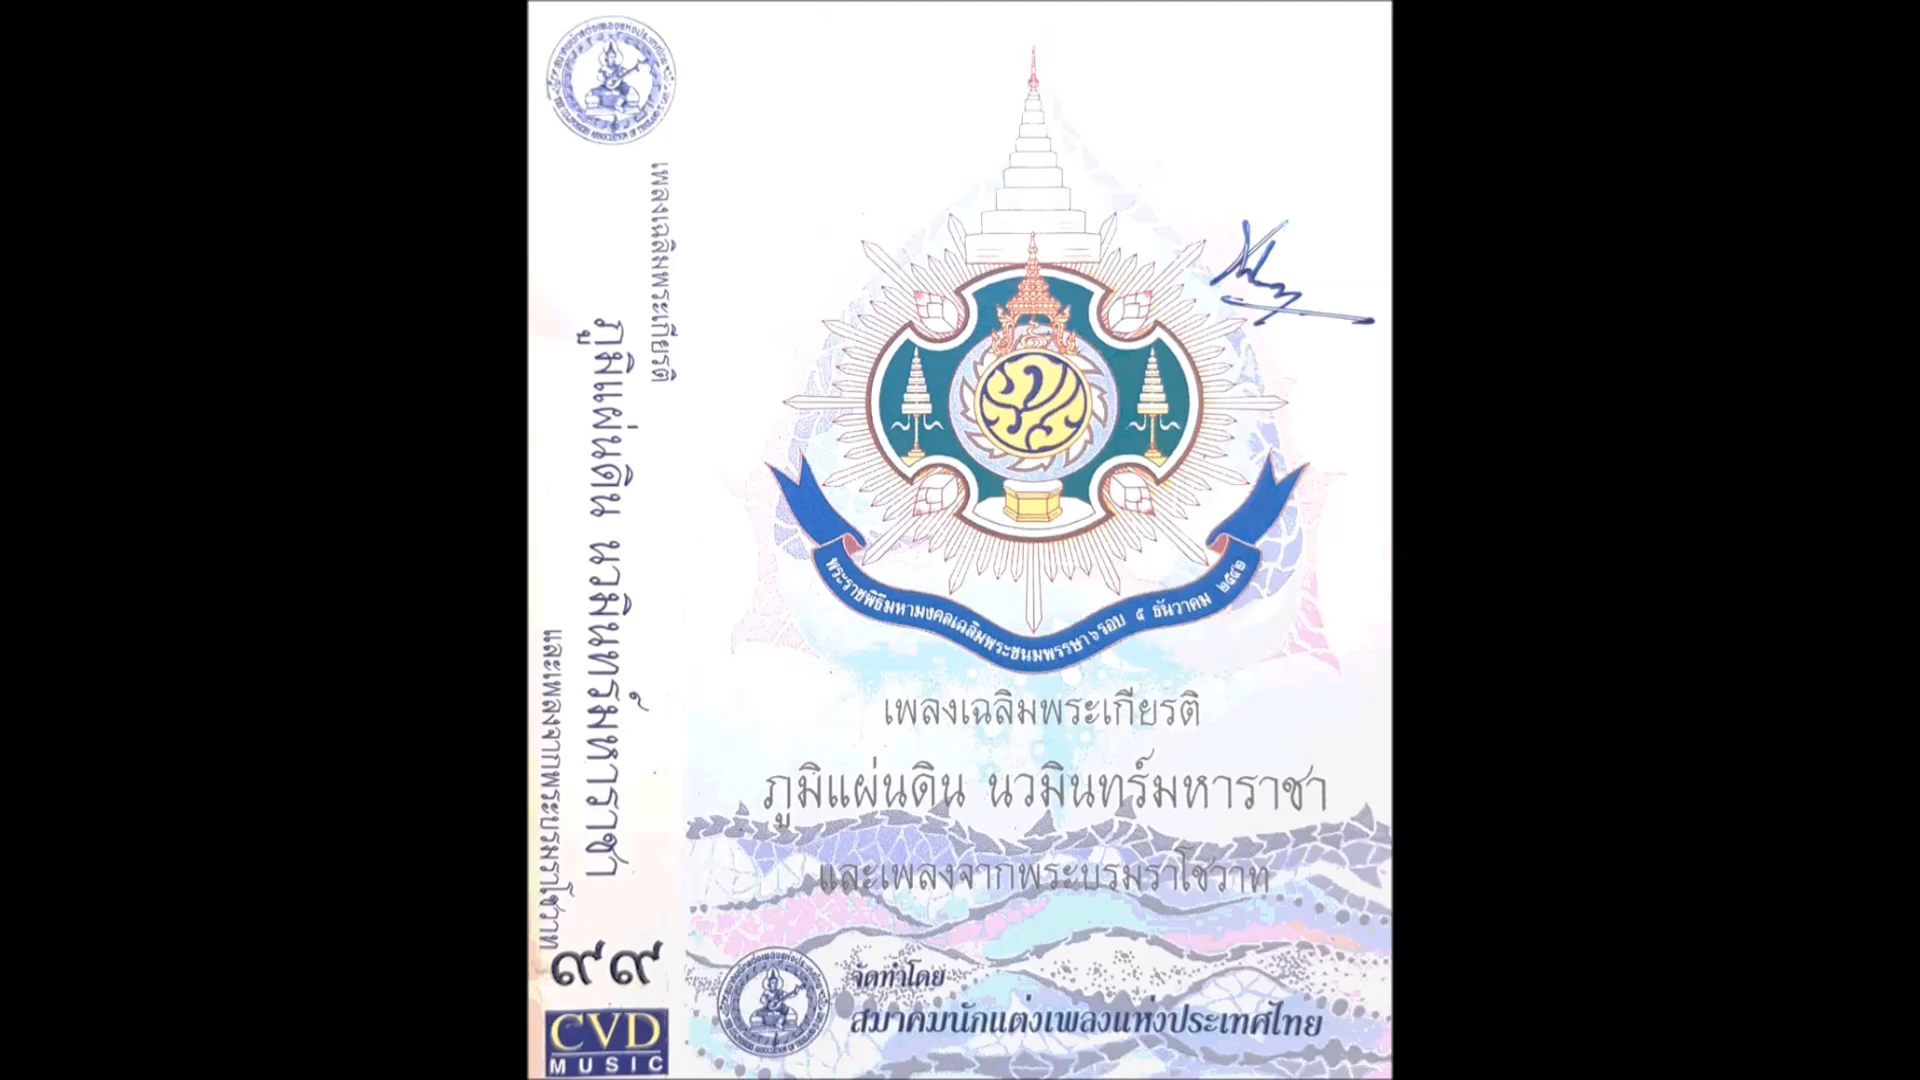 เพลงเฉลิมพระเกียรติ
ภูมิแผ่นดิน นวมินทร์มหาราชา
และเพลงจากพระบรมราโชวาท
๙๙
CVD
MUSIC
พระราชพิธีมหามงคลเฉลิมพระชนมพรรษา ๖ รอบ ๕ ธันวาคม ๒๕๔๒
เพลงเฉลิมพระเกียรติ
ภูมิแผ่นดิน นวมินทร์มหาราชา
และเพลงจากพระบรมราโชวาท
จัดทำโดย
สมาคมนักแต่งเพลงแห่งประเทศไทย